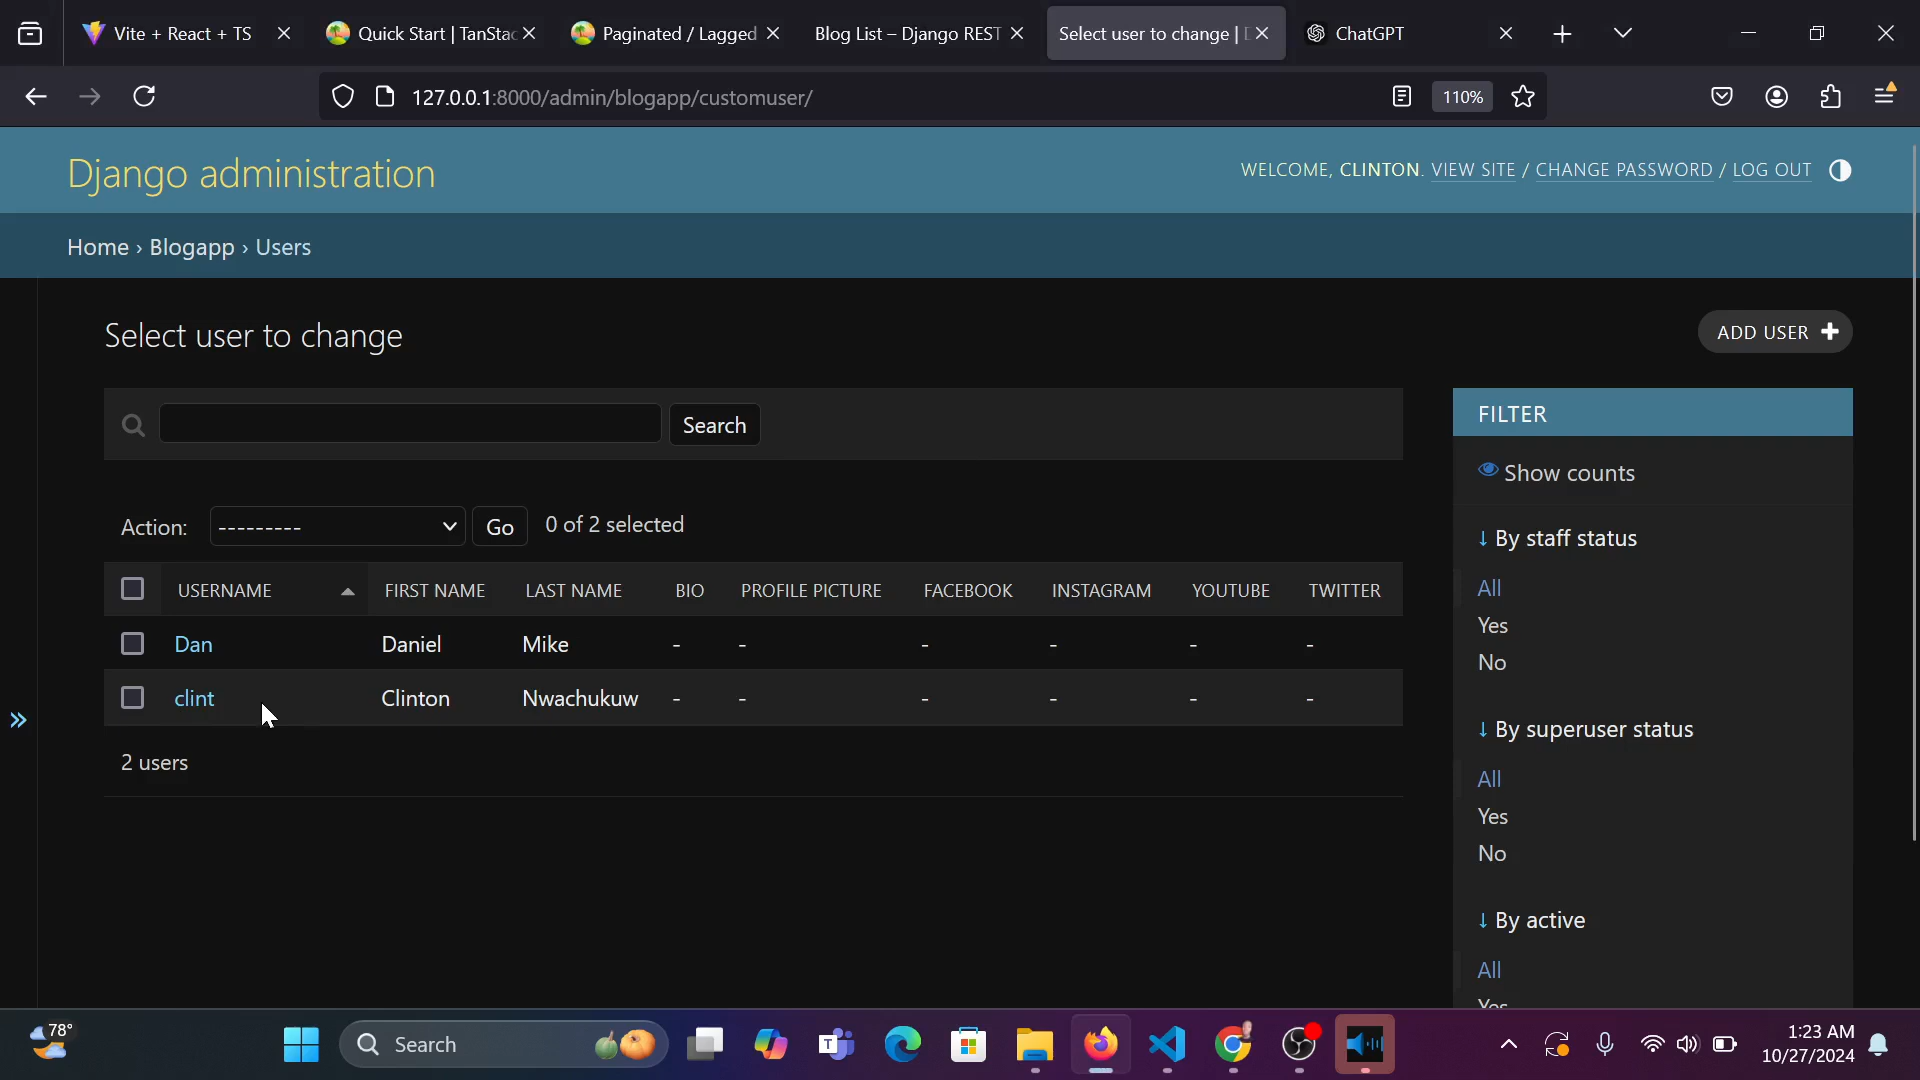 Vite + React + TS
Quick Start | TanStac
Paginated / Lagged
Blog List – Django REST
Select user to change |
ChatGPT
127.0.0.1:8000/admin/blogapp/customuser/
110%
Django administration
WELCOME, CLINTON. VIEW SITE / CHANGE PASSWORD / LOG OUT
Home › Blogapp › Users
Select user to change
ADD USER
Search
FILTER
Show counts
Action: --------- Go 0 of 2 selected
↓ By staff status
All
Yes
No
USERNAME FIRST NAME LAST NAME BIO PROFILE PICTURE FACEBOOK INSTAGRAM YOUTUBE TWITTER
Dan Daniel Mike - - - - - -
clint Clinton Nwachukuw - - - - - -
2 users
↓ By superuser status
All
Yes
No
↓ By active
All
Yes
78°
Search
1:23 AM
10/27/2024